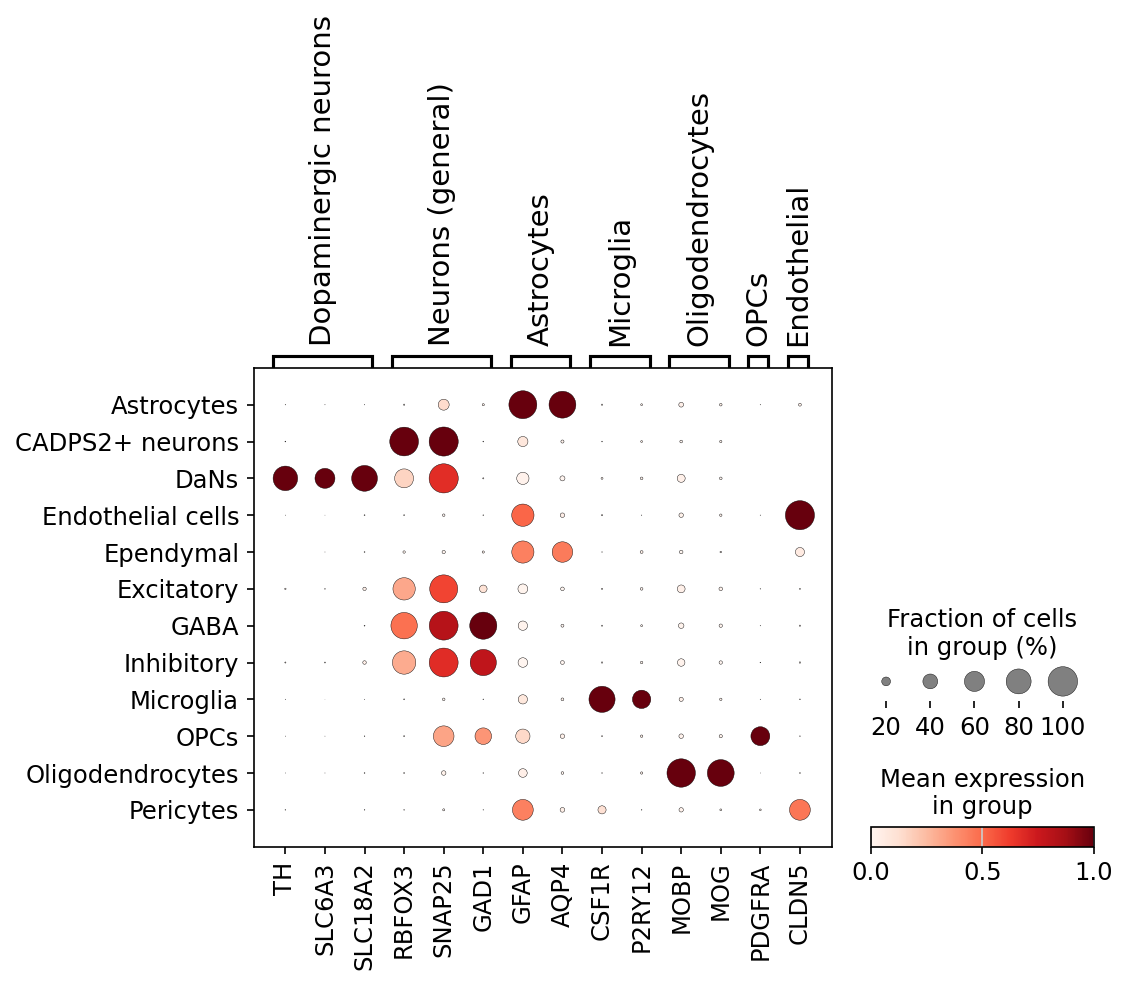 Dopaminergic neurons
Neurons (general)
Astrocytes
Microglia
Oligodendrocytes
OPCs
Endothelial
Astrocytes
CADPS2+ neurons
DaNs
Endothelial cells
Ependymal
Excitatory
GABA
Inhibitory
Microglia
OPCs
Oligodendrocytes
Pericytes
TH
SLC6A3
SLC18A2
RBFOX3
SNAP25
GAD1
GFAP
AQP4
CSF1R
P2RY12
MOBP
MOG
PDGFRA
CLDN5
Fraction of cells
in group (%)
20 40 60 80 100
Mean expression
in group
0.0 0.5 1.0